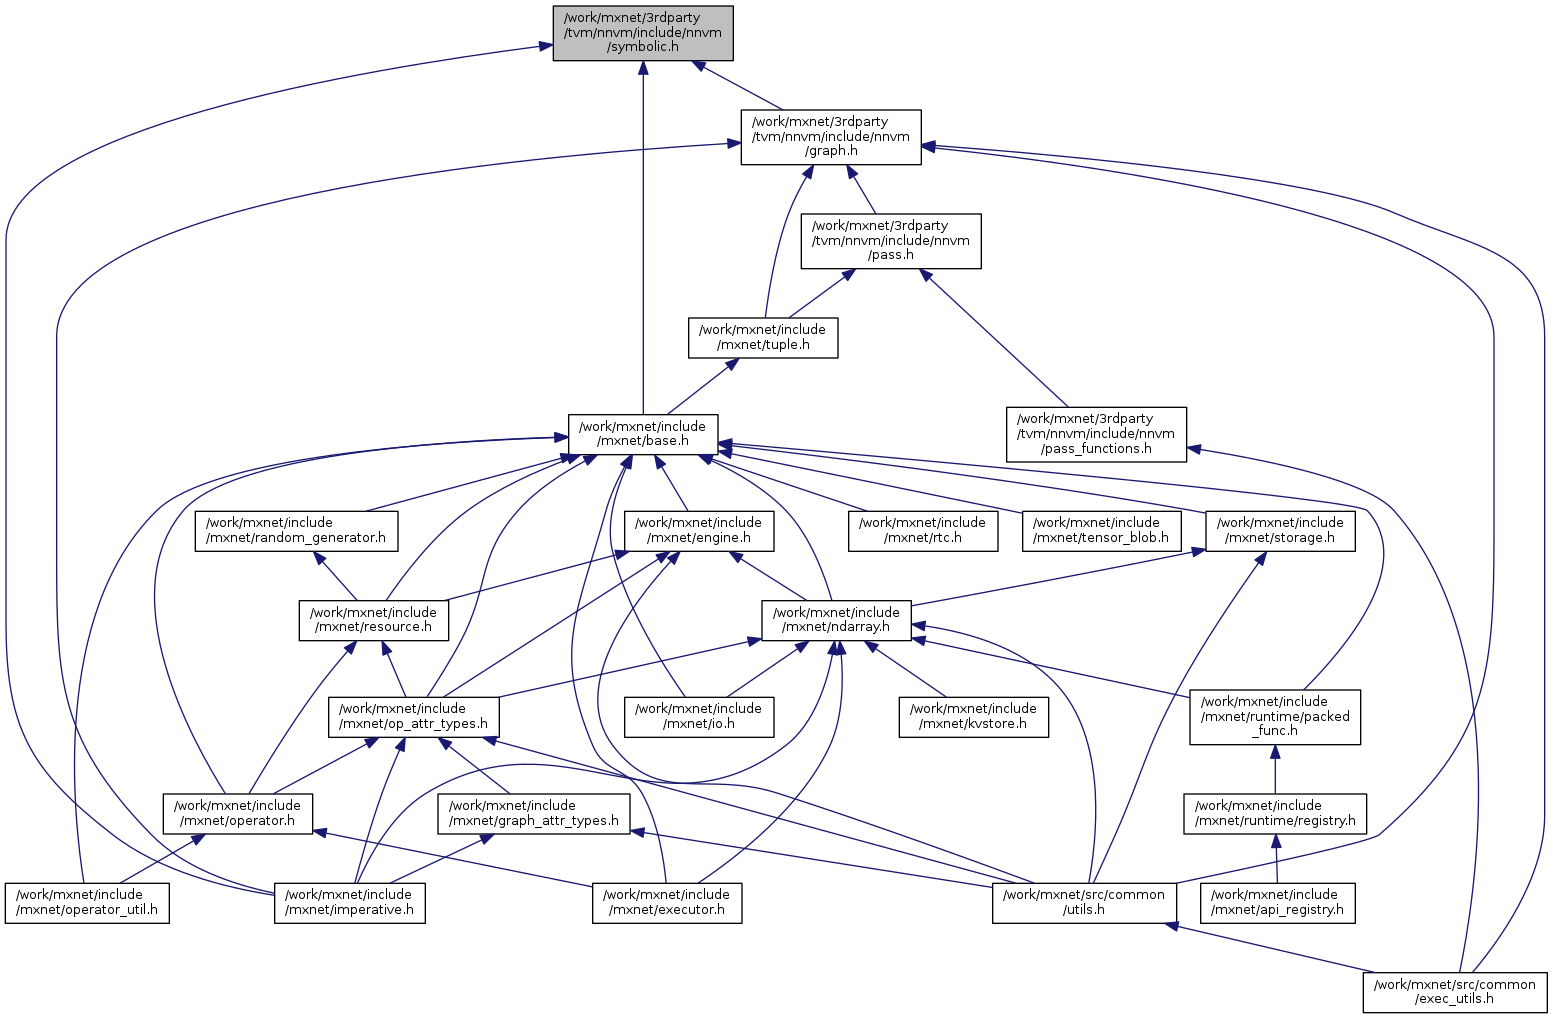 /work/mxnet/3rdparty
/tvm/nnvm/include/nnvm
/symbolic.h
/work/mxnet/3rdparty
/tvm/nnvm/include/nnvm
/graph.h
/work/mxnet/3rdparty
/tvm/nnvm/include/nnvm
/pass.h
/work/mxnet/include
/mxnet/tuple.h
/work/mxnet/include
/mxnet/base.h
/work/mxnet/3rdparty
/tvm/nnvm/include/nnvm
/pass_functions.h
/work/mxnet/include
/mxnet/random_generator.h
/work/mxnet/include
/mxnet/engine.h
/work/mxnet/include
/mxnet/rtc.h
/work/mxnet/include
/mxnet/tensor_blob.h
/work/mxnet/include
/mxnet/storage.h
/work/mxnet/include
/mxnet/resource.h
/work/mxnet/include
/mxnet/ndarray.h
/work/mxnet/include
/mxnet/op_attr_types.h
/work/mxnet/include
/mxnet/io.h
/work/mxnet/include
/mxnet/kvstore.h
/work/mxnet/include
/mxnet/runtime/packed
_func.h
/work/mxnet/include
/mxnet/operator.h
/work/mxnet/include
/mxnet/graph_attr_types.h
/work/mxnet/include
/mxnet/runtime/registry.h
/work/mxnet/include
/mxnet/operator_util.h
/work/mxnet/include
/mxnet/imperative.h
/work/mxnet/include
/mxnet/executor.h
/work/mxnet/src/common
/utils.h
/work/mxnet/include
/mxnet/api_registry.h
/work/mxnet/src/common
/exec_utils.h